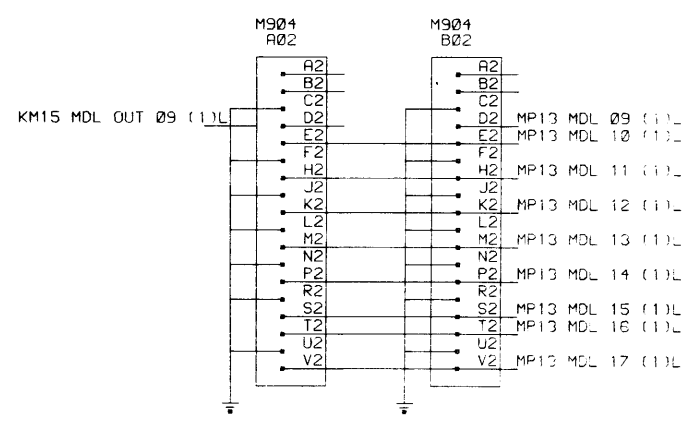 M904 M904
A02 B02
A2 A2
B2 B2
C2 C2
KM15 MDL OUT 09 (1)L D2 D2 MP13 MDL 09 (1)L
E2 E2 MP13 MDL 10 (1)L
F2 F2
H2 H2 MP13 MDL 11 (1)L
J2 J2
K2 K2 MP13 MDL 12 (1)L
L2 L2
M2 M2 MP13 MDL 13 (1)L
N2 N2
P2 P2 MP13 MDL 14 (1)L
R2 R2
S2 S2 MP13 MDL 15 (1)L
T2 T2 MP13 MDL 16 (1)L
U2 U2
V2 V2 MP13 MDL 17 (1)L